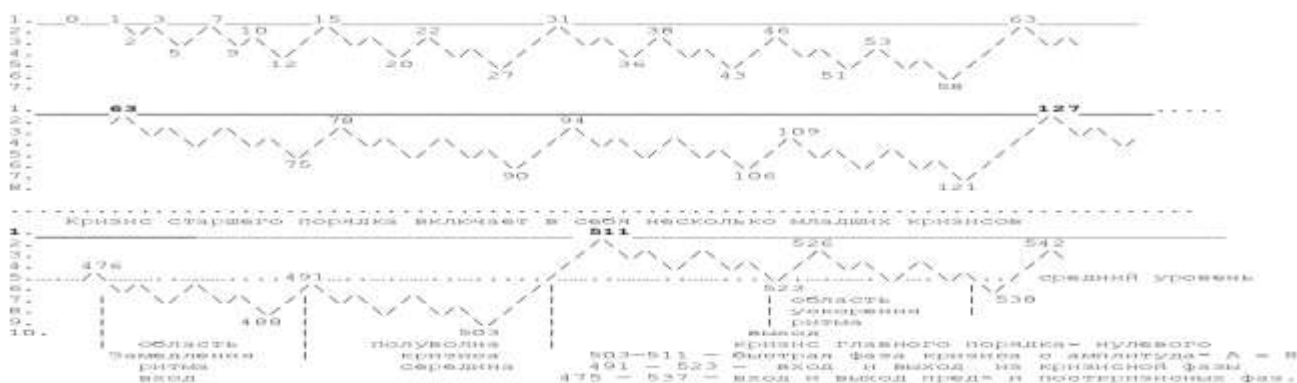 1. 0 1 3 7 15 31 63
2. 2 10 22 38 46
3. 5 9 53
4. 12 20 36
5. 27 43 51
6. 58
7.
1. 63 127
2. 78 94
3. 109
4.
5. 75
6. 90 106
7. 121
8.
Кризис старшего порядка включает в себя несколько младших кризисов
1. 511
2. 526 542
3.
4. 476
5. 491 средний уровень
6. 523 538
7. область
8. 488 ускорения
9. 503 ритма
10. выход
область полуволна кризис главного порядка- нулевого
Замедления кризиса 503-511 - быстрая фаза кризиса с амплитуда- А = 8
ритма середина 491 - 523 - вход и выход из кризисной фазы
вход 475 - 537 - вход и выход пред- и посткризисных фаз.